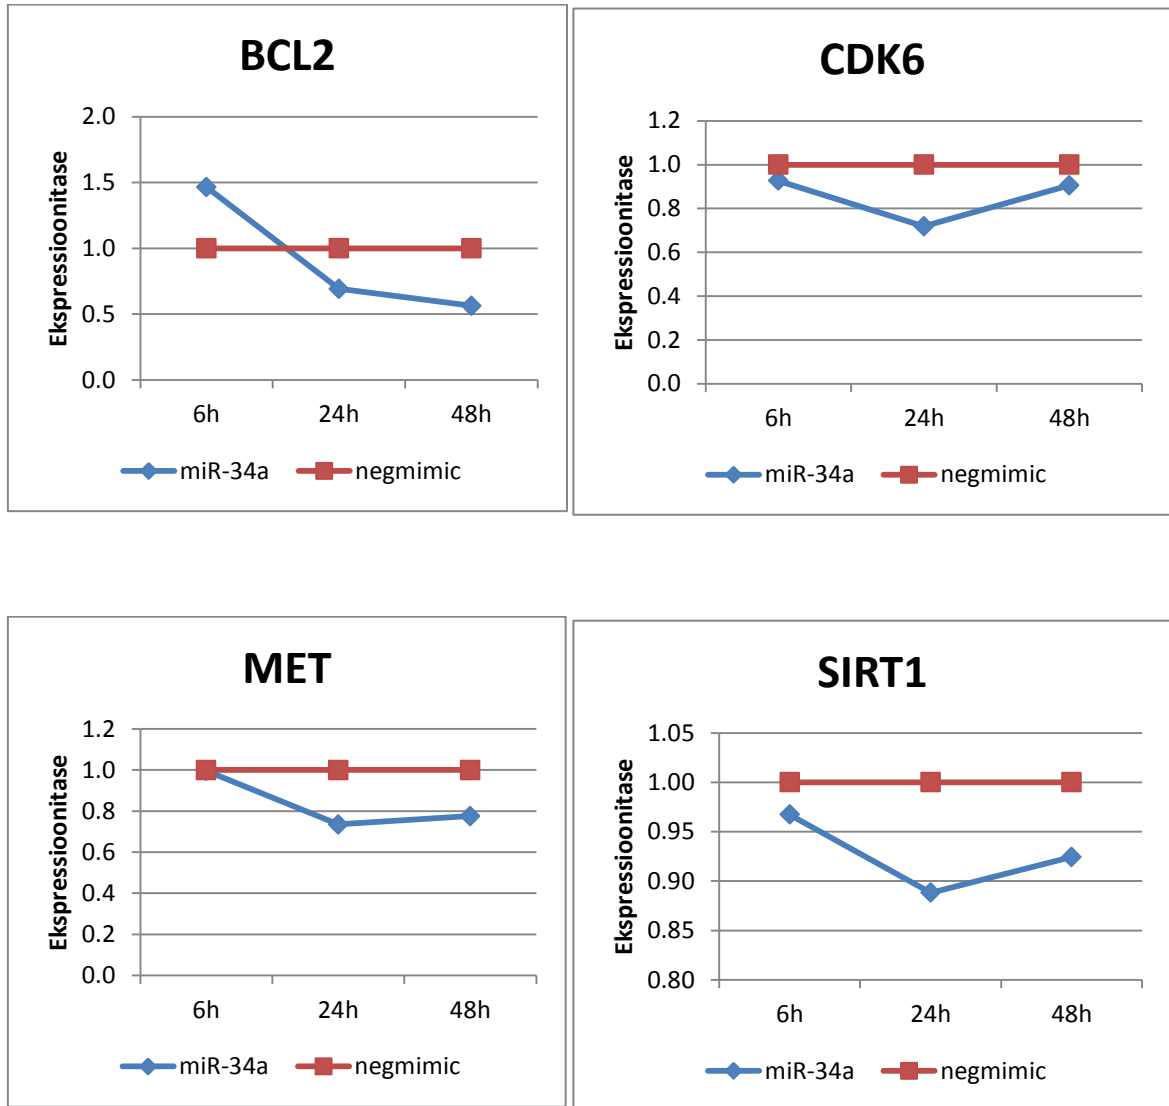 BCL2
Ekspressioonitase
2.0
1.5
1.0
0.5
0.0
6h 24h 48h
miR-34a negmimic
CDK6
Ekspressioonitase
1.2
1.0
0.8
0.6
0.4
0.2
0.0
6h 24h 48h
miR-34a negmimic
MET
Ekspressioonitase
1.2
1.0
0.8
0.6
0.4
0.2
0.0
6h 24h 48h
miR-34a negmimic
SIRT1
Ekspressioonitase
1.05
1.00
0.95
0.90
0.85
0.80
6h 24h 48h
miR-34a negmimic